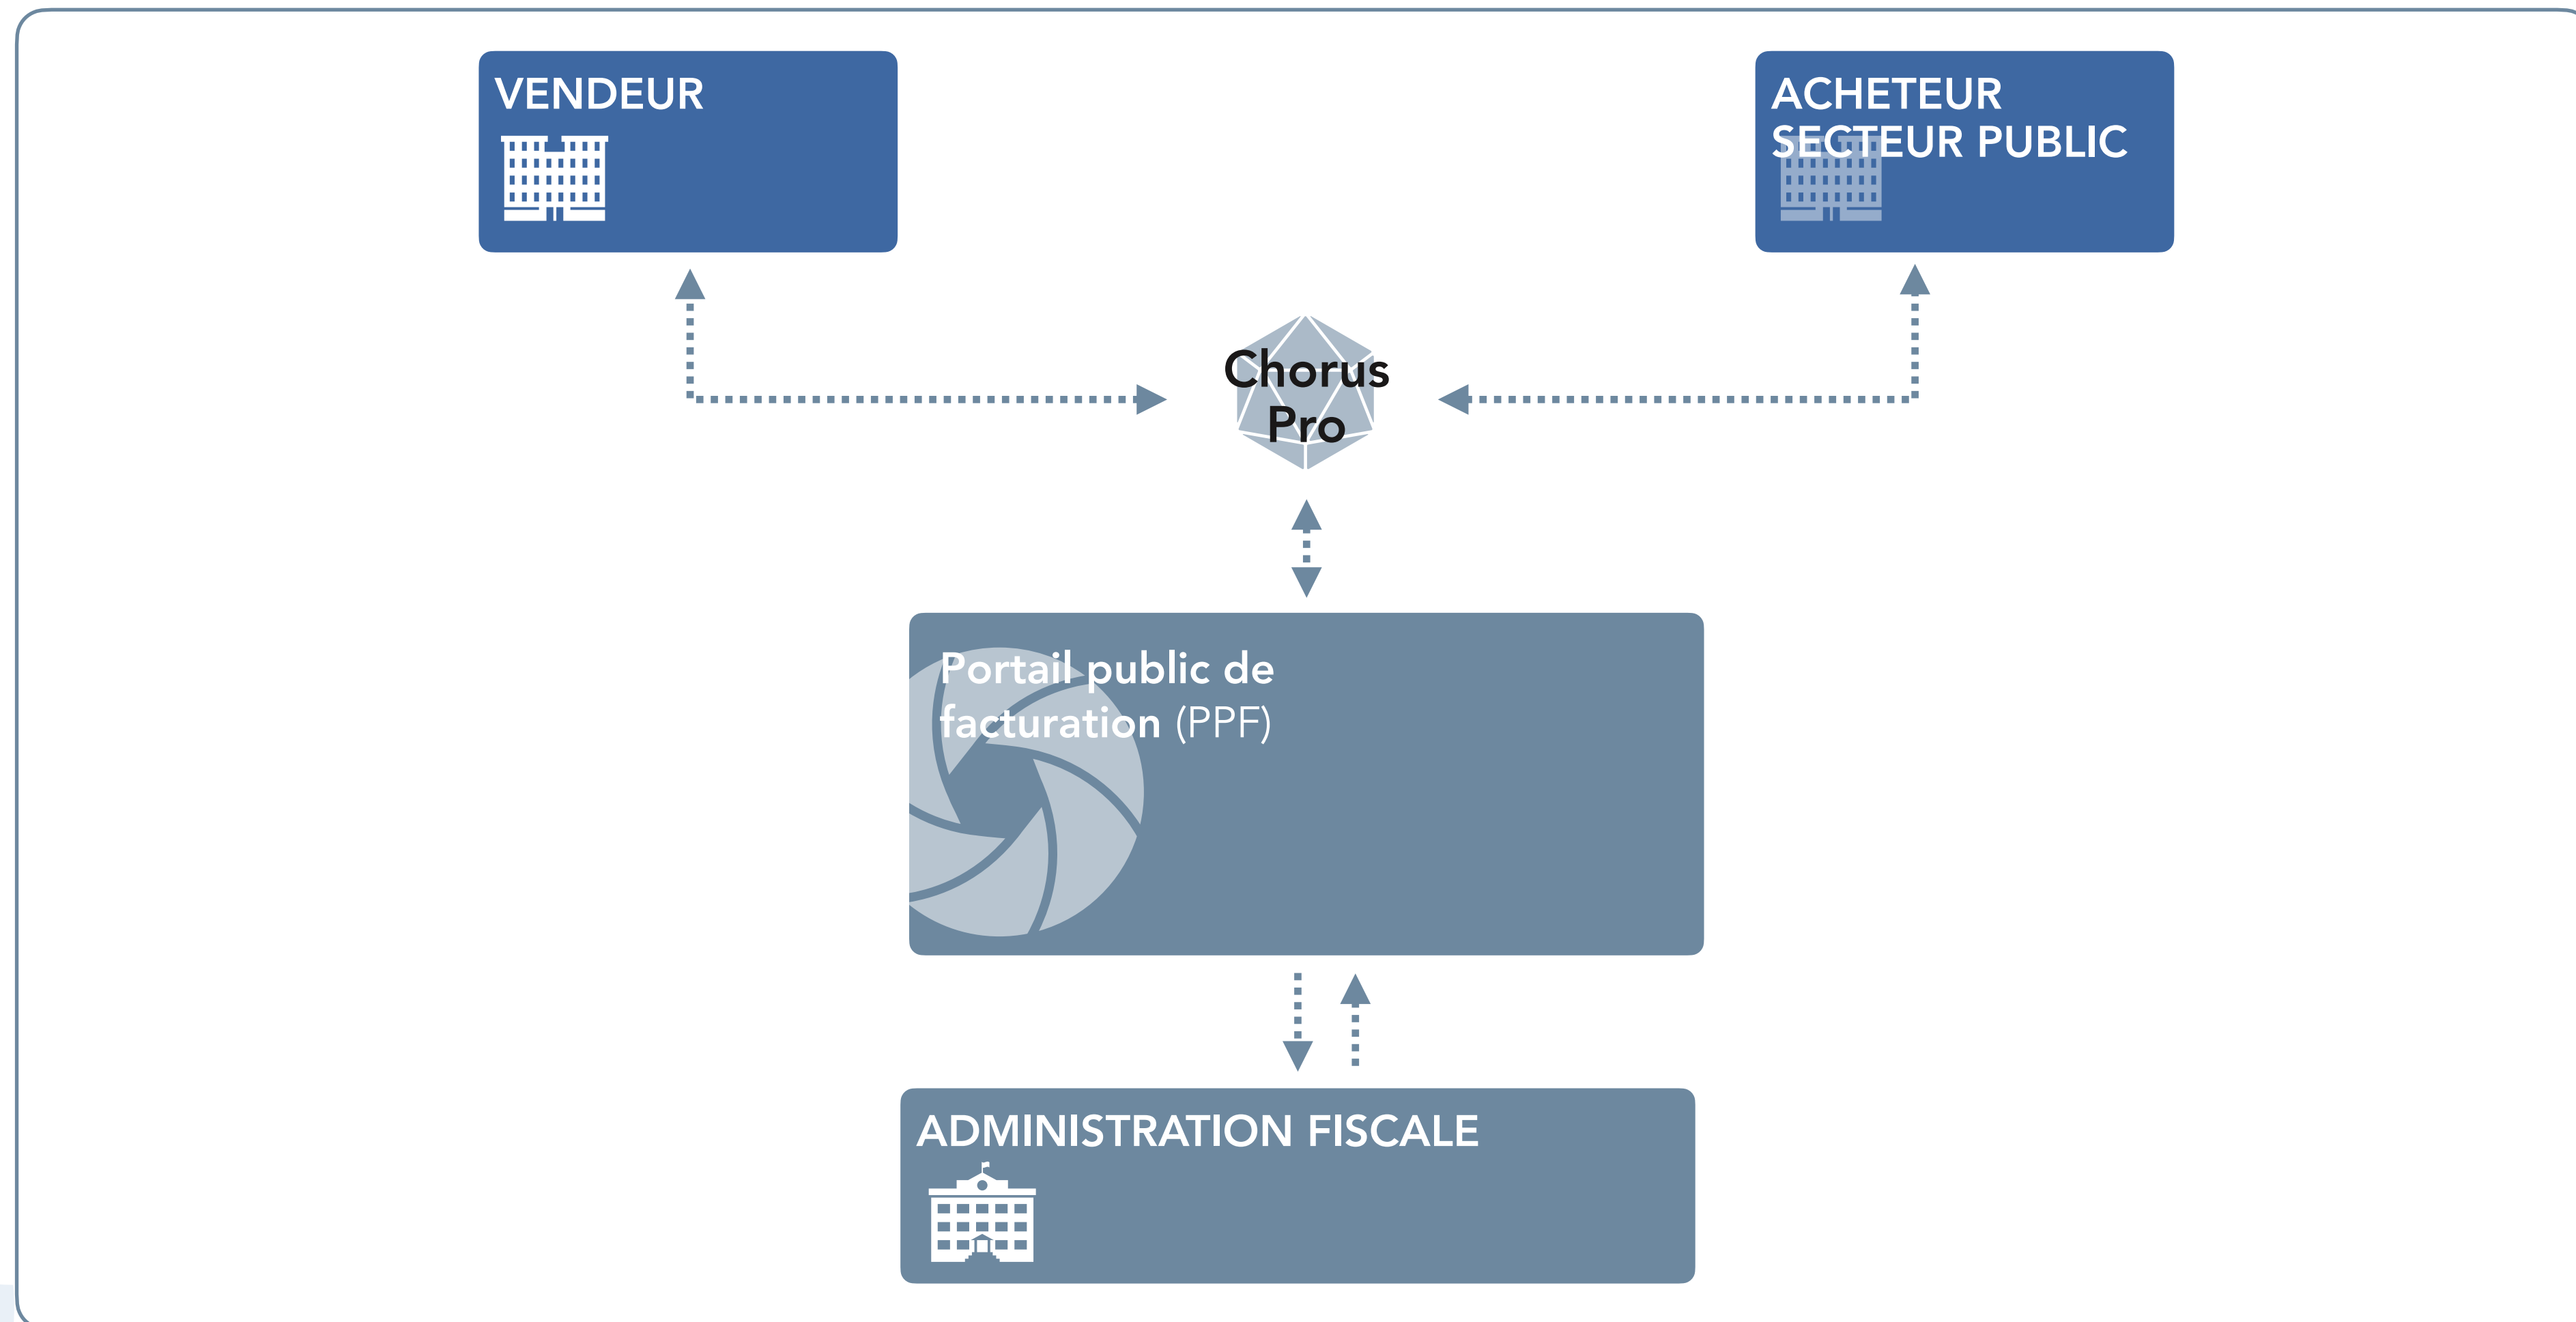 VENDEUR
ACHETEUR
SECTEUR PUBLIC
Chorus
Pro
Portail public de
facturation (PPF)
ADMINISTRATION FISCALE